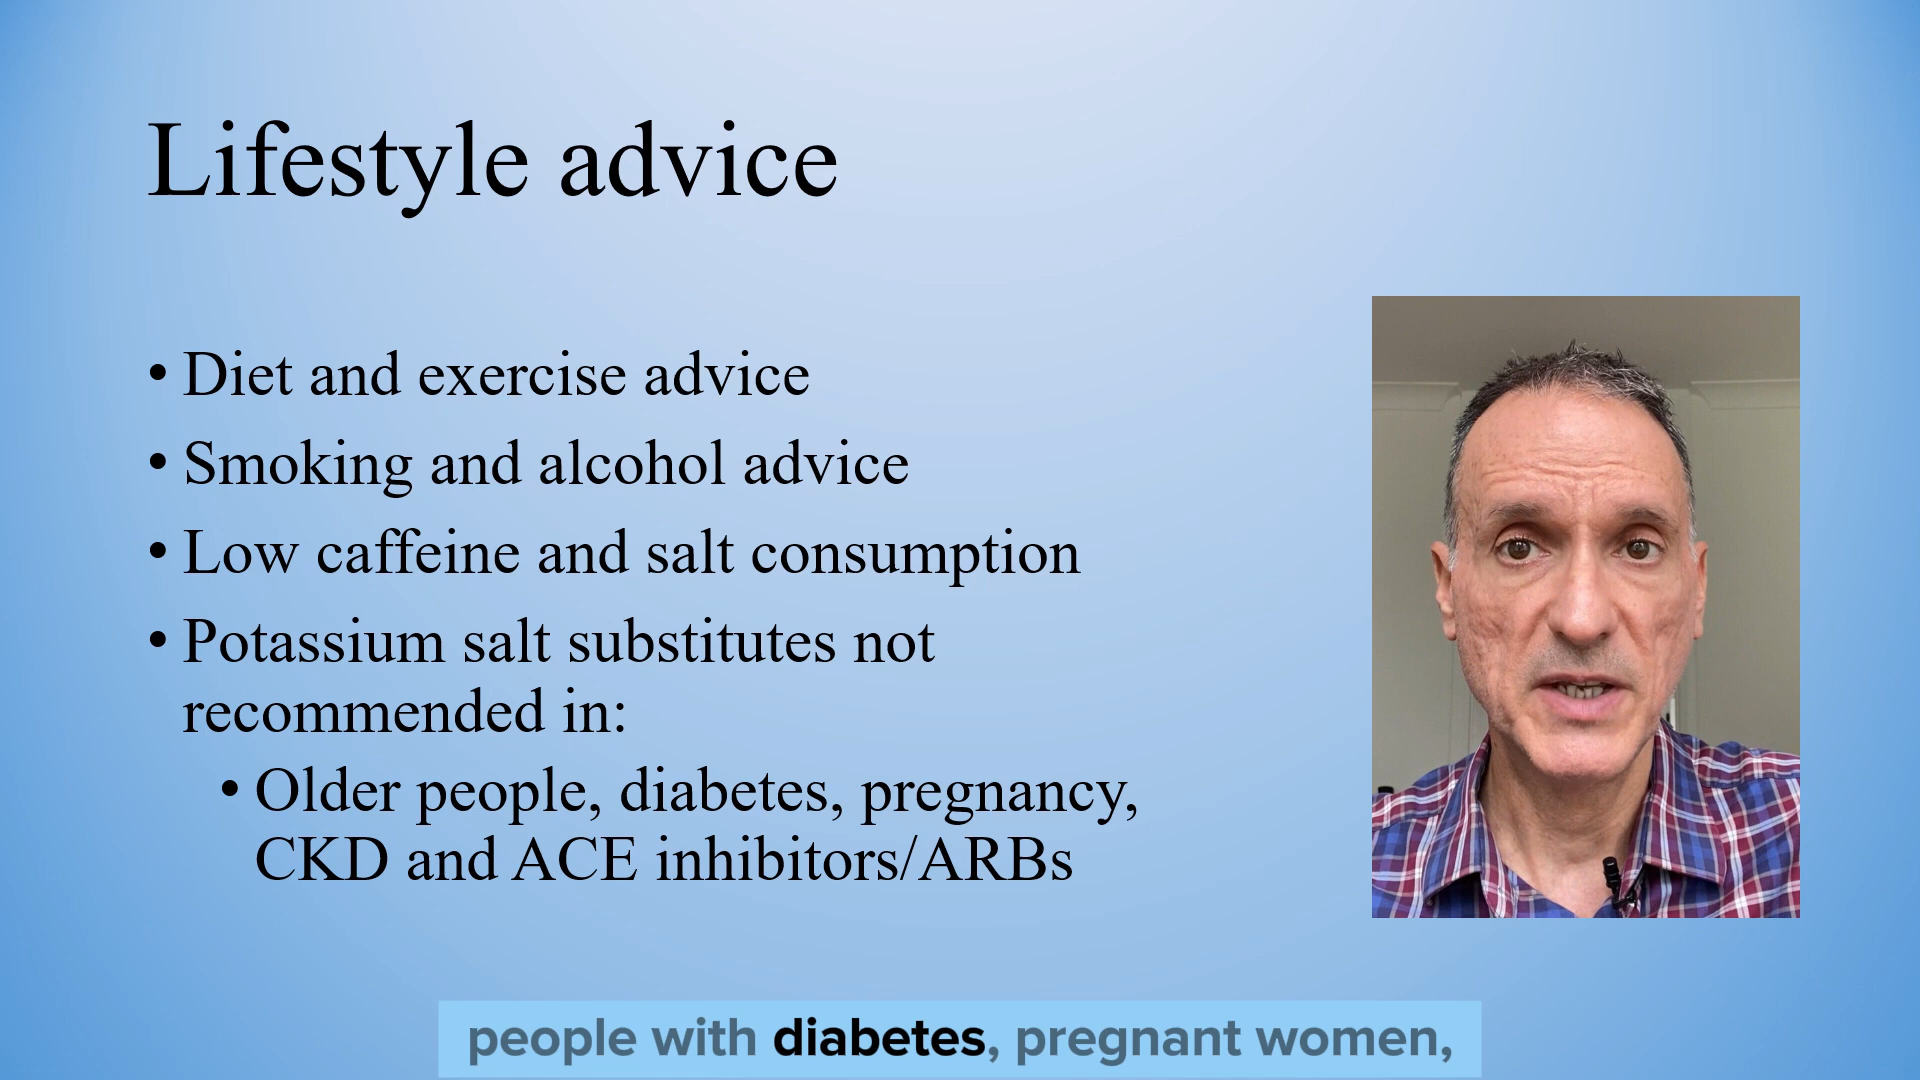 Lifestyle advice
• Diet and exercise advice
• Smoking and alcohol advice
• Low caffeine and salt consumption
• Potassium salt substitutes not
recommended in:
• Older people, diabetes, pregnancy,
CKD and ACE inhibitors/ARBs
people with diabetes, pregnant women,